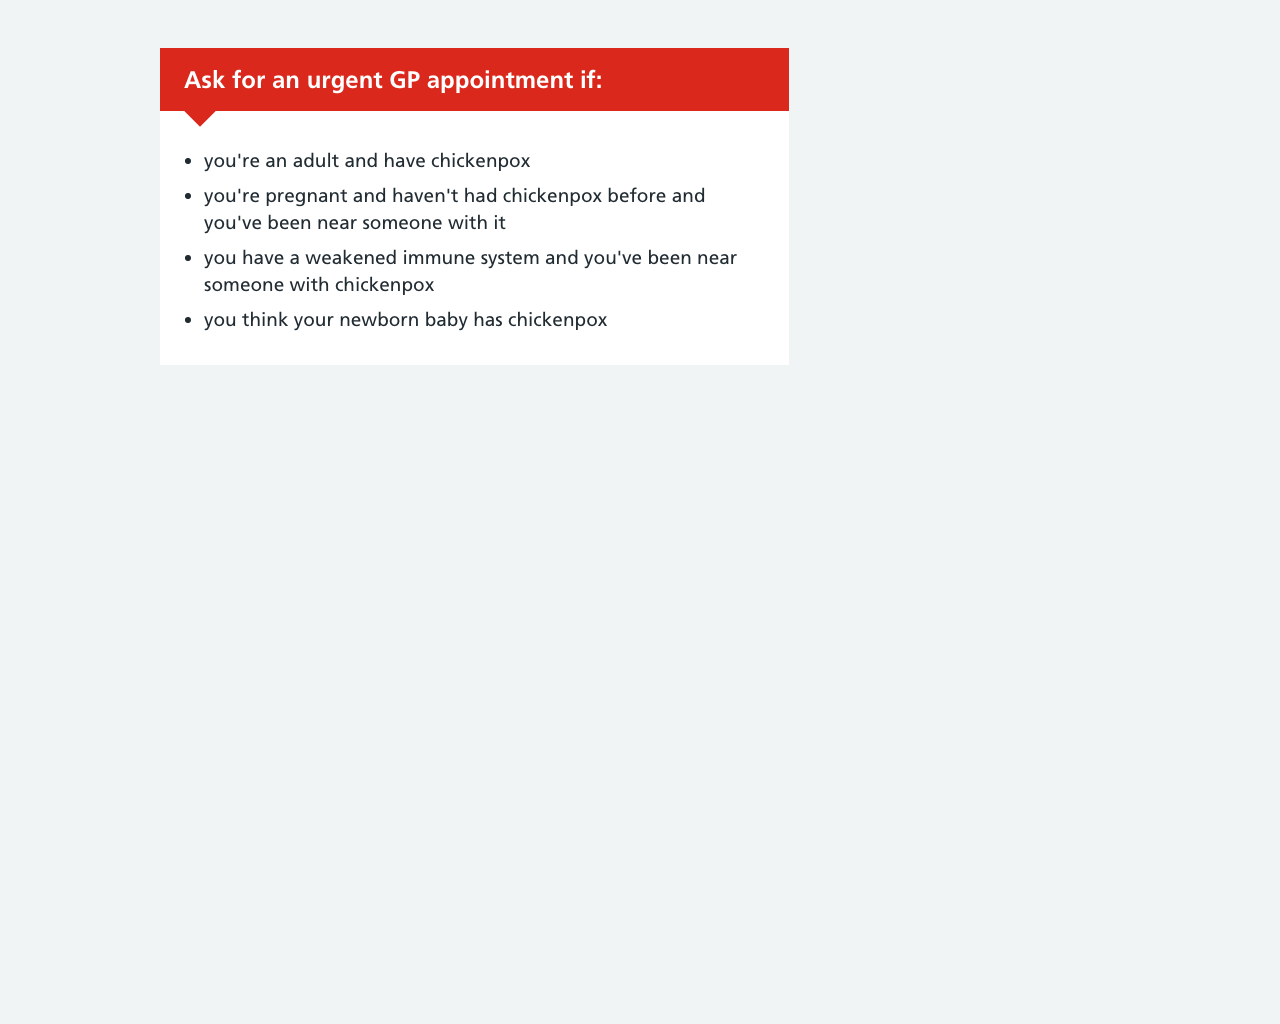 Ask for an urgent GP appointment if:
• you're an adult and have chickenpox
• you're pregnant and haven't had chickenpox before and
you've been near someone with it
• you have a weakened immune system and you've been near
someone with chickenpox
• you think your newborn baby has chickenpox